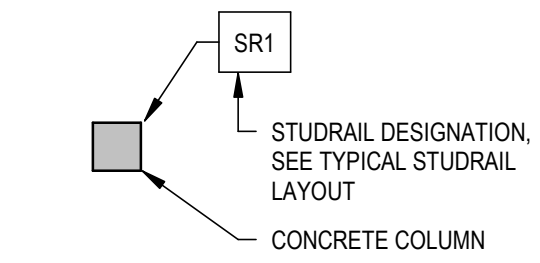 SR1
STUDRAIL DESIGNATION,
SEE TYPICAL STUDRAIL
LAYOUT
CONCRETE COLUMN